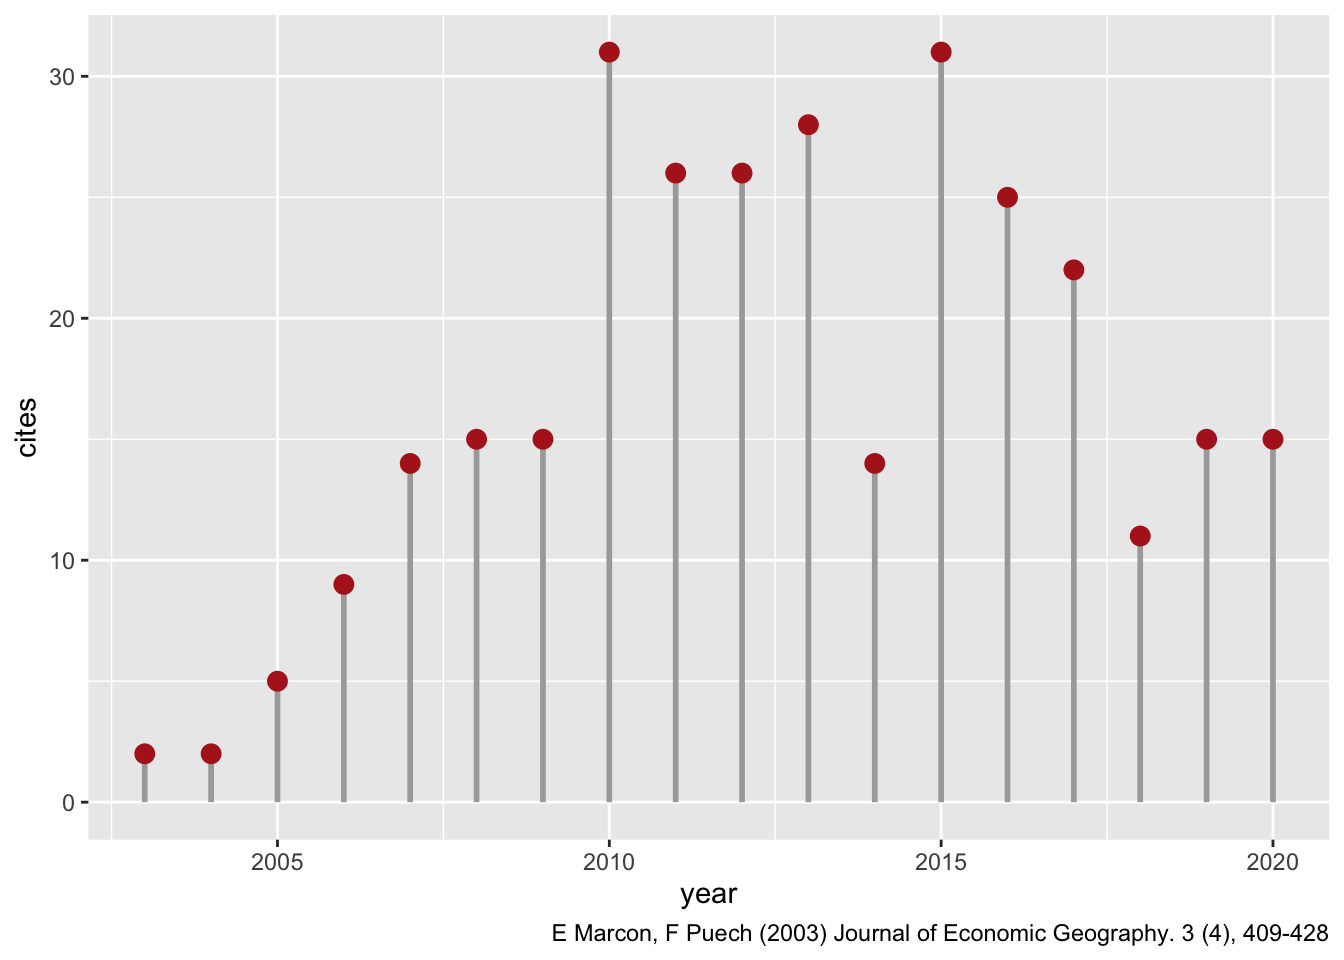 30
20
10
0
cites
2005 2010 2015 2020
year
E Marcon, F Puech (2003) Journal of Economic Geography. 3 (4), 409-428